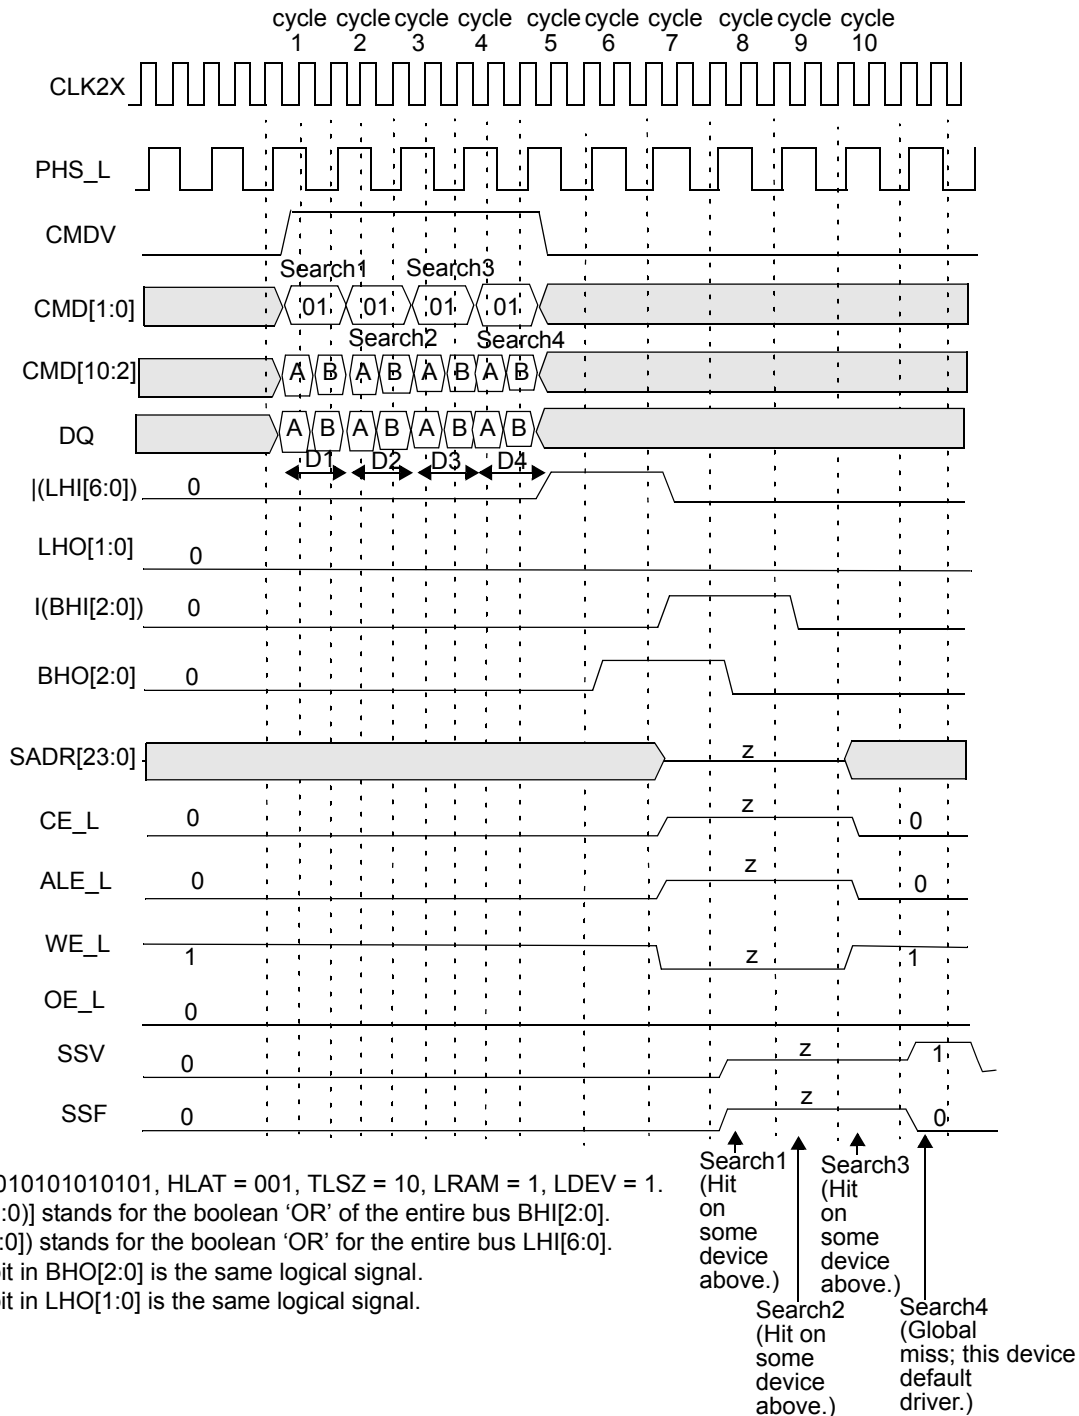 cycle cycle cycle cycle cycle cycle cycle cycle cycle cycle
1 2 3 4 5 6 7 8 9 10
CLK2X
PHS_L
CMDV
Search1 Search3
CMD[1:0] 01 01 01 01
Search2 Search4
CMD[10:2] A B A B A B A B
DQ A B A B A B A B
D1 D2 D3 D4
|(LHI[6:0]) 0
LHO[1:0] 0
I(BHI[2:0]) 0
BHO[2:0] 0
SADR[23:0] z
CE_L 0 z 0
ALE_L 0 z 0
WE_L 1 z 1
OE_L 0
SSV 0 z 1
SSF 0 z 0
010101010101, HLAT = 001, TLSZ = 10, LRAM = 1, LDEV = 1.
:0)] stands for the boolean ‘OR’ of the entire bus BHI[2:0].
:0]) stands for the boolean ‘OR’ for the entire bus LHI[6:0].
bit in BHO[2:0] is the same logical signal.
bit in LHO[1:0] is the same logical signal.
Search1
(Hit
on
some
device
above.)
Search2
(Hit on
some
device
above.)
Search3
(Hit
on
some
device
above.)
Search4
(Global
miss; this device
default
driver.)